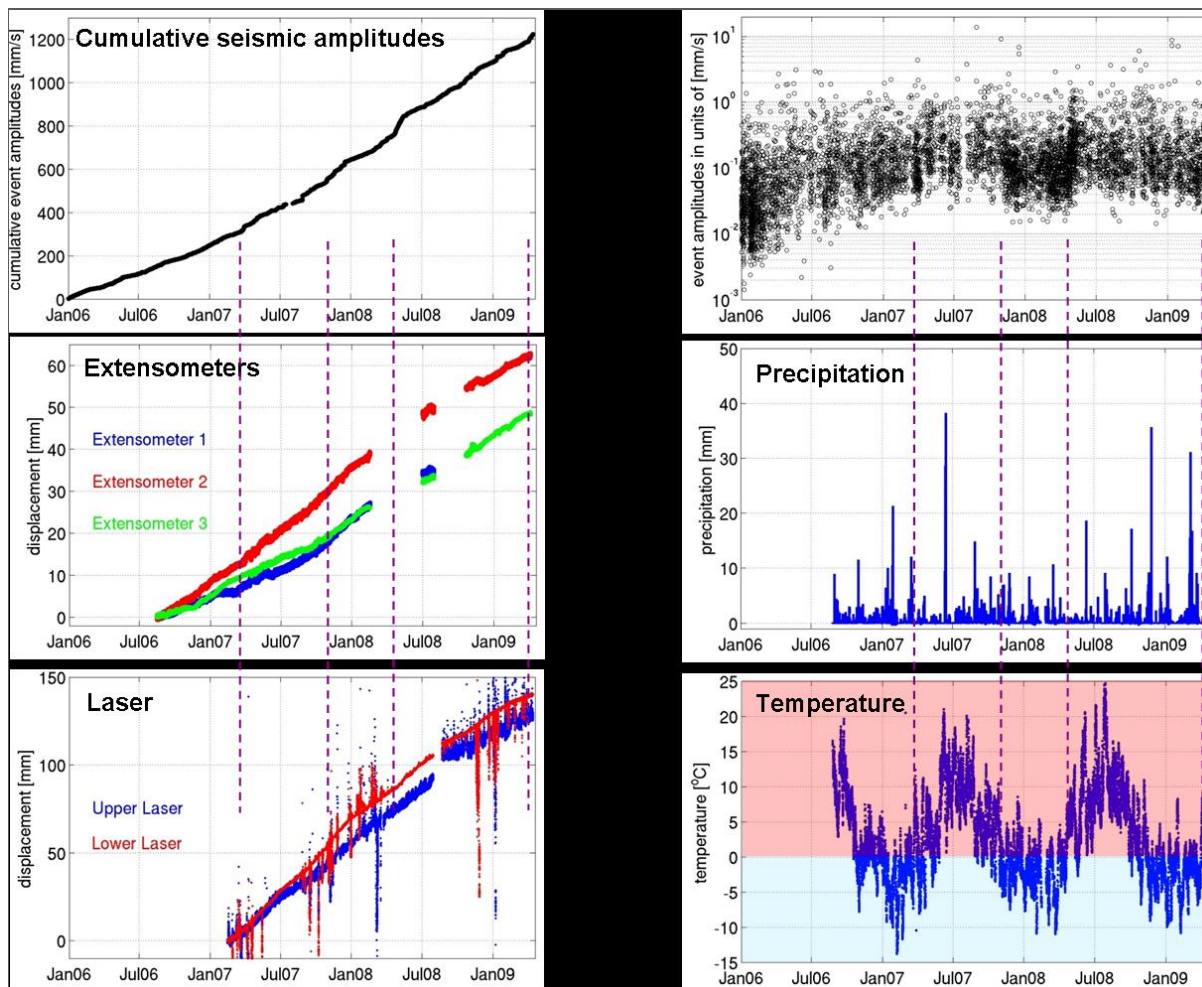 Cumulative seismic amplitudes
cumulative event amplitudes [mm/s]
1200
1000
800
600
400
200
0
Jan06 Jul06 Jan07 Jul07 Jan08 Jul08 Jan09
event amplitudes in units of [mm/s]
10^1
10^0
10^-1
10^-2
10^-3
Jan06 Jul06 Jan07 Jul07 Jan08 Jul08 Jan09
Extensometers
displacement [mm]
60
50
40
30
20
10
0
Extensometer 1
Extensometer 2
Extensometer 3
Jan06 Jul06 Jan07 Jul07 Jan08 Jul08 Jan09
Precipitation
precipitation [mm]
50
40
30
20
10
0
Jan06 Jul06 Jan07 Jul07 Jan08 Jul08 Jan09
Laser
displacement [mm]
150
100
50
0
Upper Laser
Lower Laser
Jan06 Jul06 Jan07 Jul07 Jan08 Jul08 Jan09
Temperature
temperature [°C]
25
20
15
10
5
0
-5
-10
-15
Jan06 Jul06 Jan07 Jul07 Jan08 Jul08 Jan09